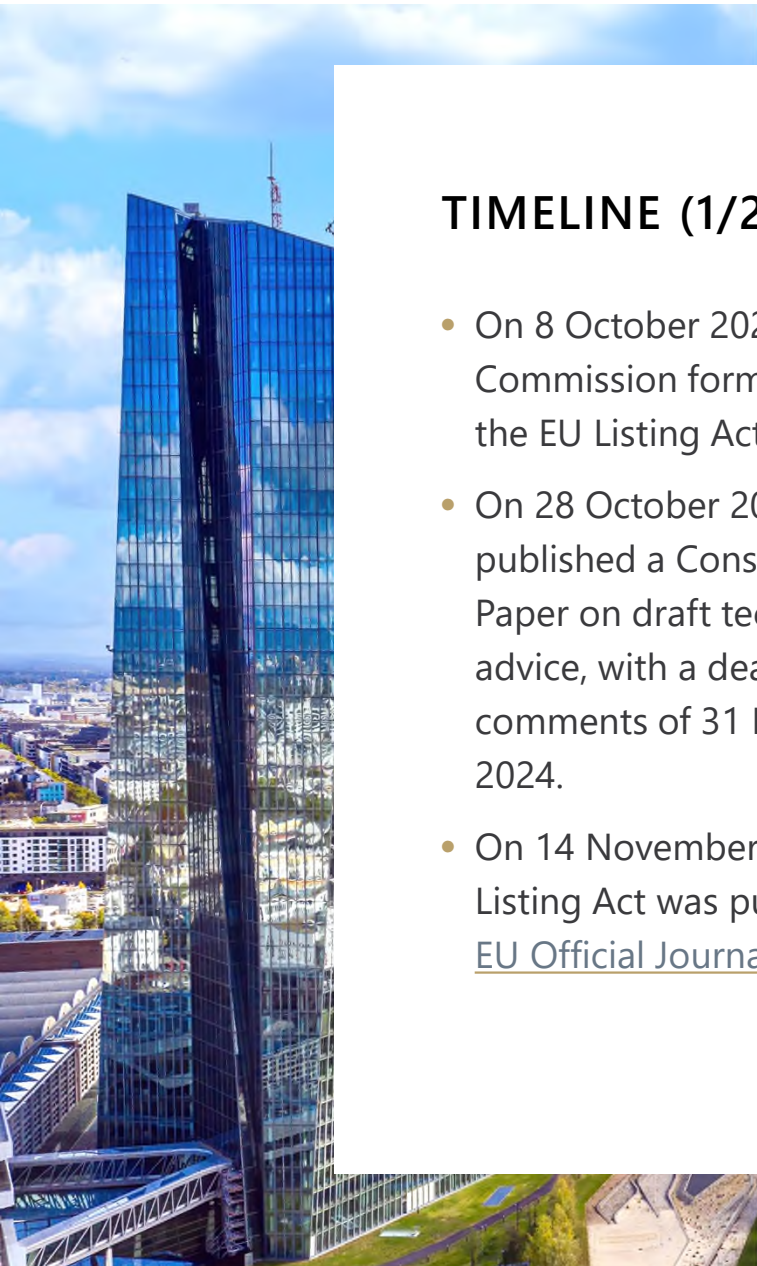 TIMELINE (1/2
On 8 October 202
Commission form
the EU Listing Act
On 28 October 20
published a Cons
Paper on draft tec
advice, with a dea
comments of 31
2024.
On 14 November
Listing Act was pu
EU Official Journa